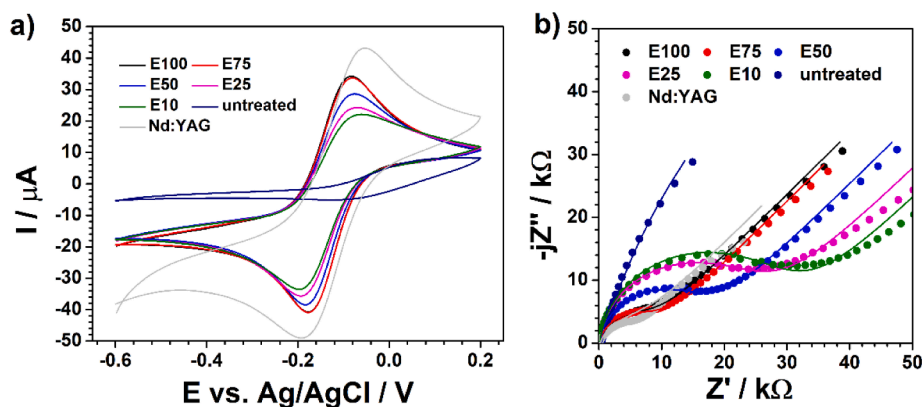 a)
E100 E75
E50 E25
E10 untreated
Nd:YAG
50
40
30
20
10
0
-10
-20
-30
-40
-50
I / μA
-0.6 -0.4 -0.2 0.0 0.2
E vs. Ag/AgCl / V
b)
E100 E75 E50
E25 E10 untreated
Nd:YAG
50
40
30
20
10
0
-jZ'' / kΩ
0 10 20 30 40 50
Z' / kΩ